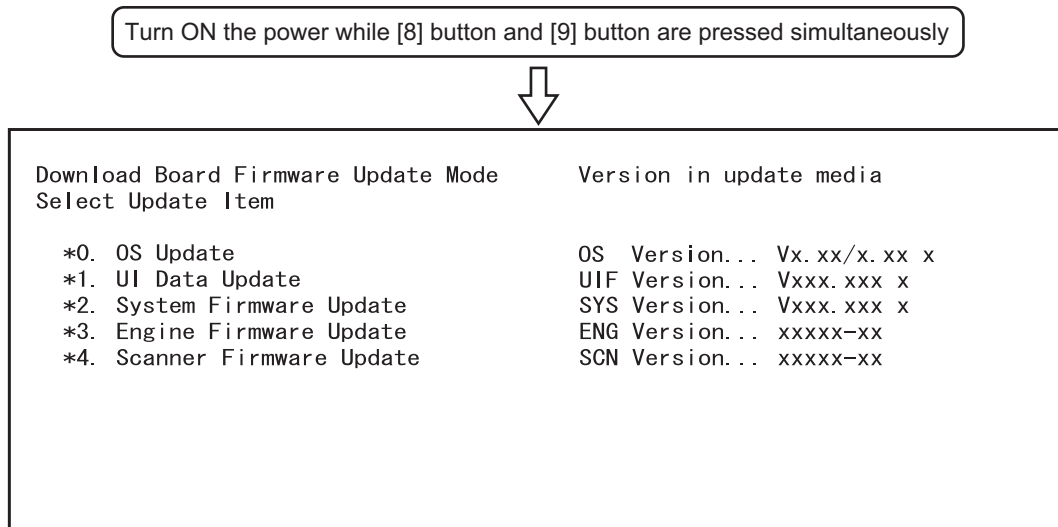 Turn ON the power while [8] button and [9] button are pressed simultaneously
Download Board Firmware Update Mode Version in update media
Select Update Item
*0. OS Update OS Version... Vx.xx/x.xx x
*1. UI Data Update UIF Version... Vxxx.xxx x
*2. System Firmware Update SYS Version... Vxxx.xxx x
*3. Engine Firmware Update ENG Version... xxxxx-xx
*4. Scanner Firmware Update SCN Version... xxxxx-xx